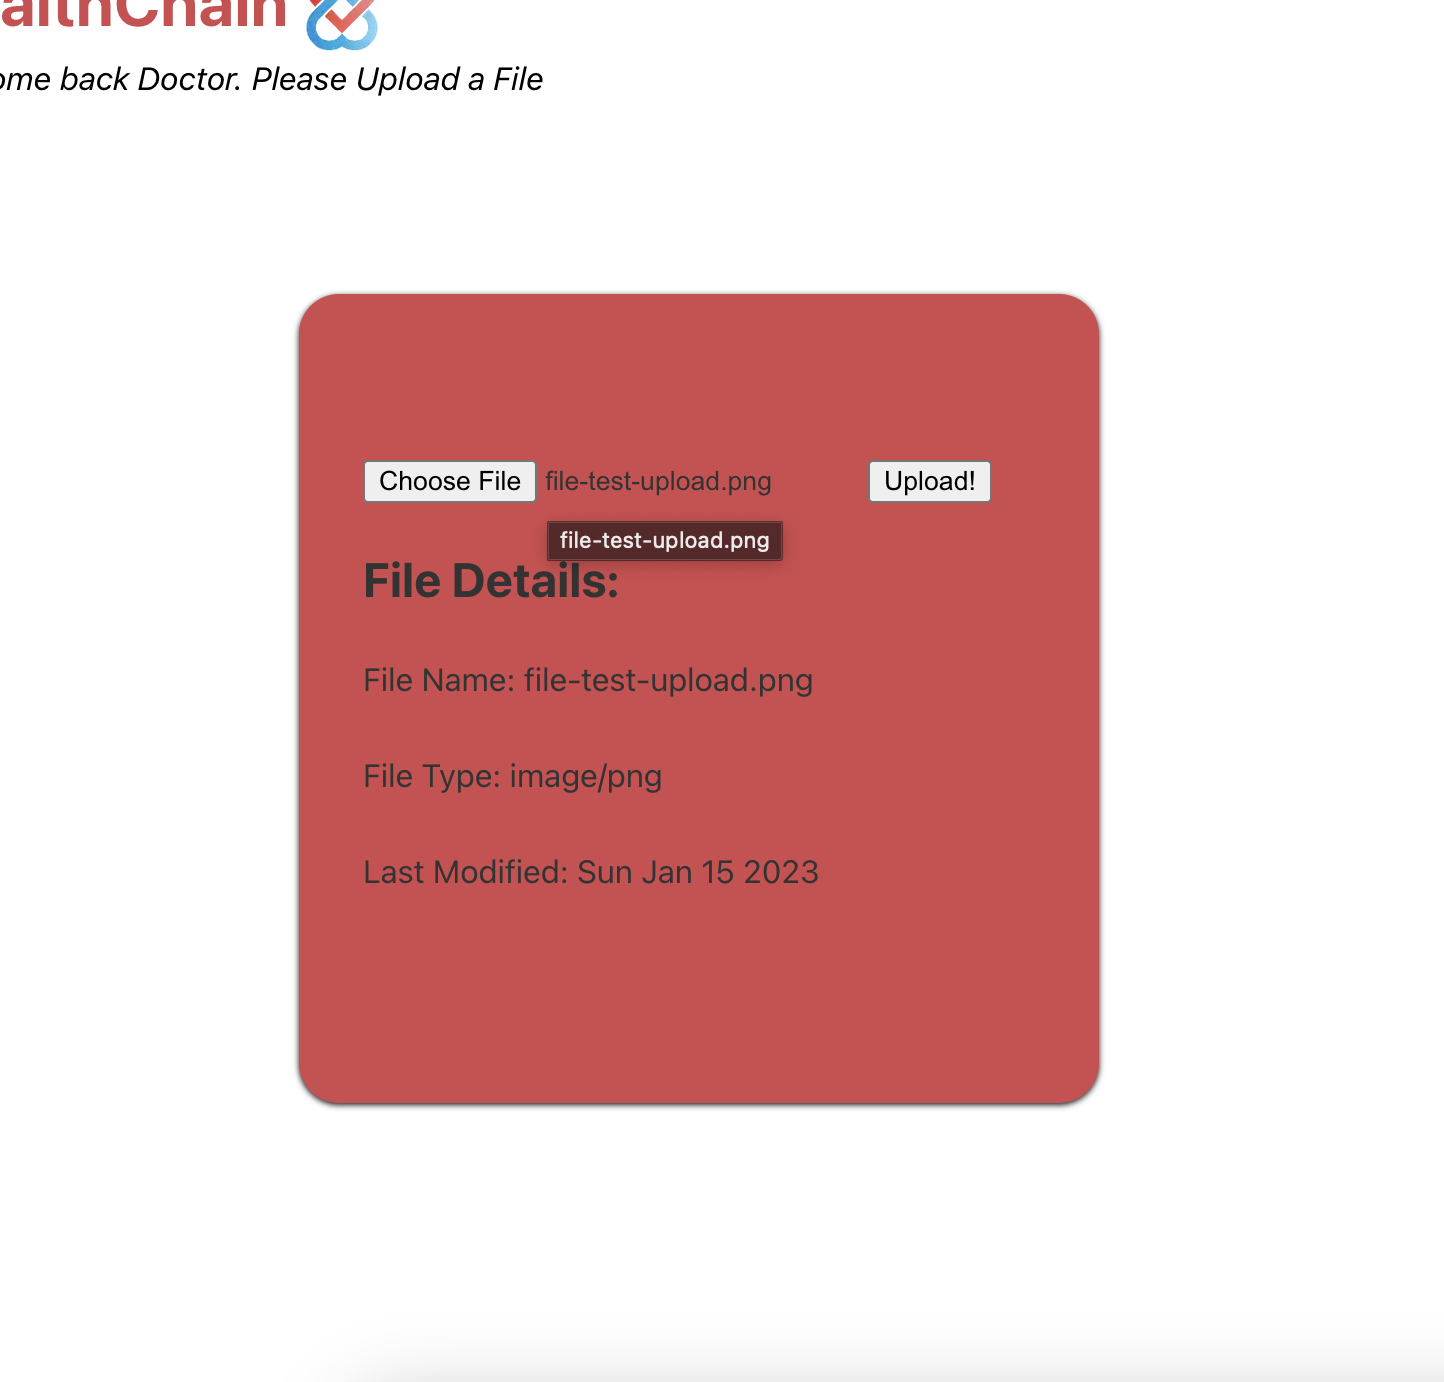 althChain
ome back Doctor. Please Upload a File
Choose File file-test-upload.png Upload!
file-test-upload.png
File Details:
File Name: file-test-upload.png
File Type: image/png
Last Modified: Sun Jan 15 2023